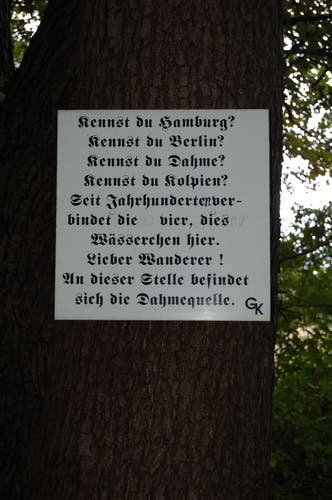 Kennst du Hamburg?
Kennst du Berlin?
Kennst du Dahme?
Kennst du Kolpien?
Seit Jahrhunderten ver-
bindet die vier, dies
Wässerchen hier.
Lieber Wanderer !
An dieser Stelle befindet
sich die Dahmequelle.
GK